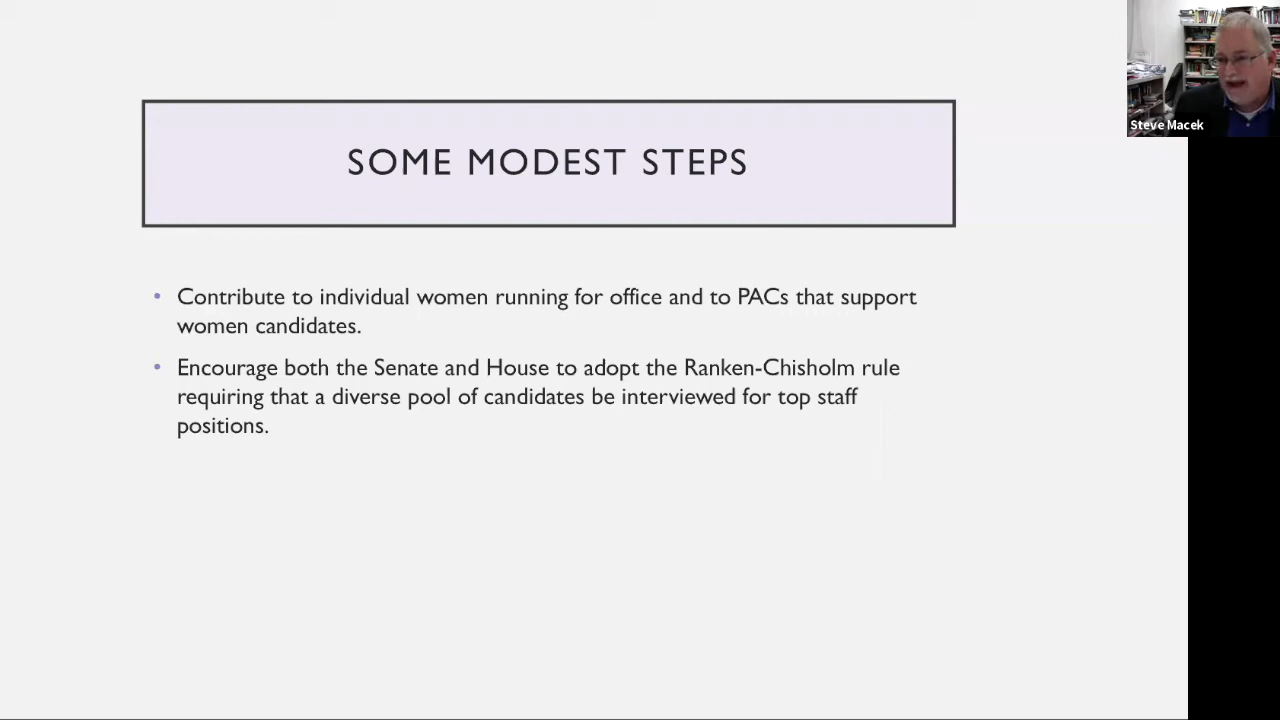 SOME MODEST STEPS
• Contribute to individual women running for office and to PACs that support
women candidates.
• Encourage both the Senate and House to adopt the Ranken-Chisholm rule
requiring that a diverse pool of candidates be interviewed for top staff
positions.
Steve Macek